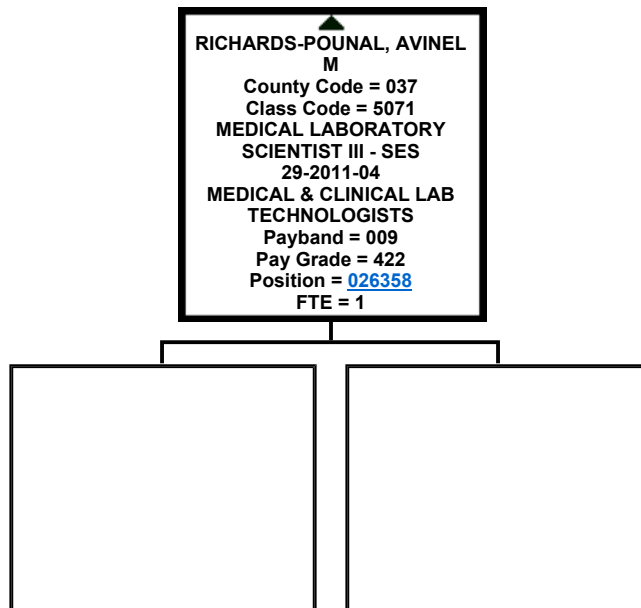 RICHARDS-POUNAL, AVINEL
M
County Code = 037
Class Code = 5071
MEDICAL LABORATORY
SCIENTIST III - SES
29-2011-04
MEDICAL & CLINICAL LAB
TECHNOLOGISTS
Payband = 009
Pay Grade = 422
Position = 026358
FTE = 1